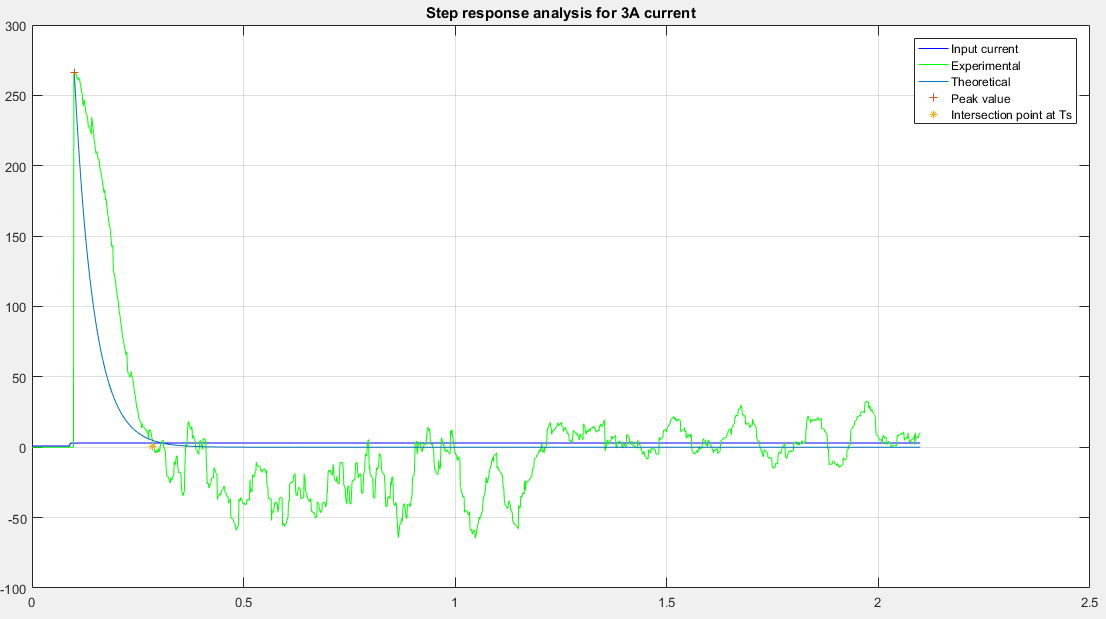 Step response analysis for 3A current
300
250
200
150
100
50
0
-50
-100
0
0.5
1
1.5
2
2.5
Input current
Experimental
Theoretical
Peak value
Intersection point at Ts